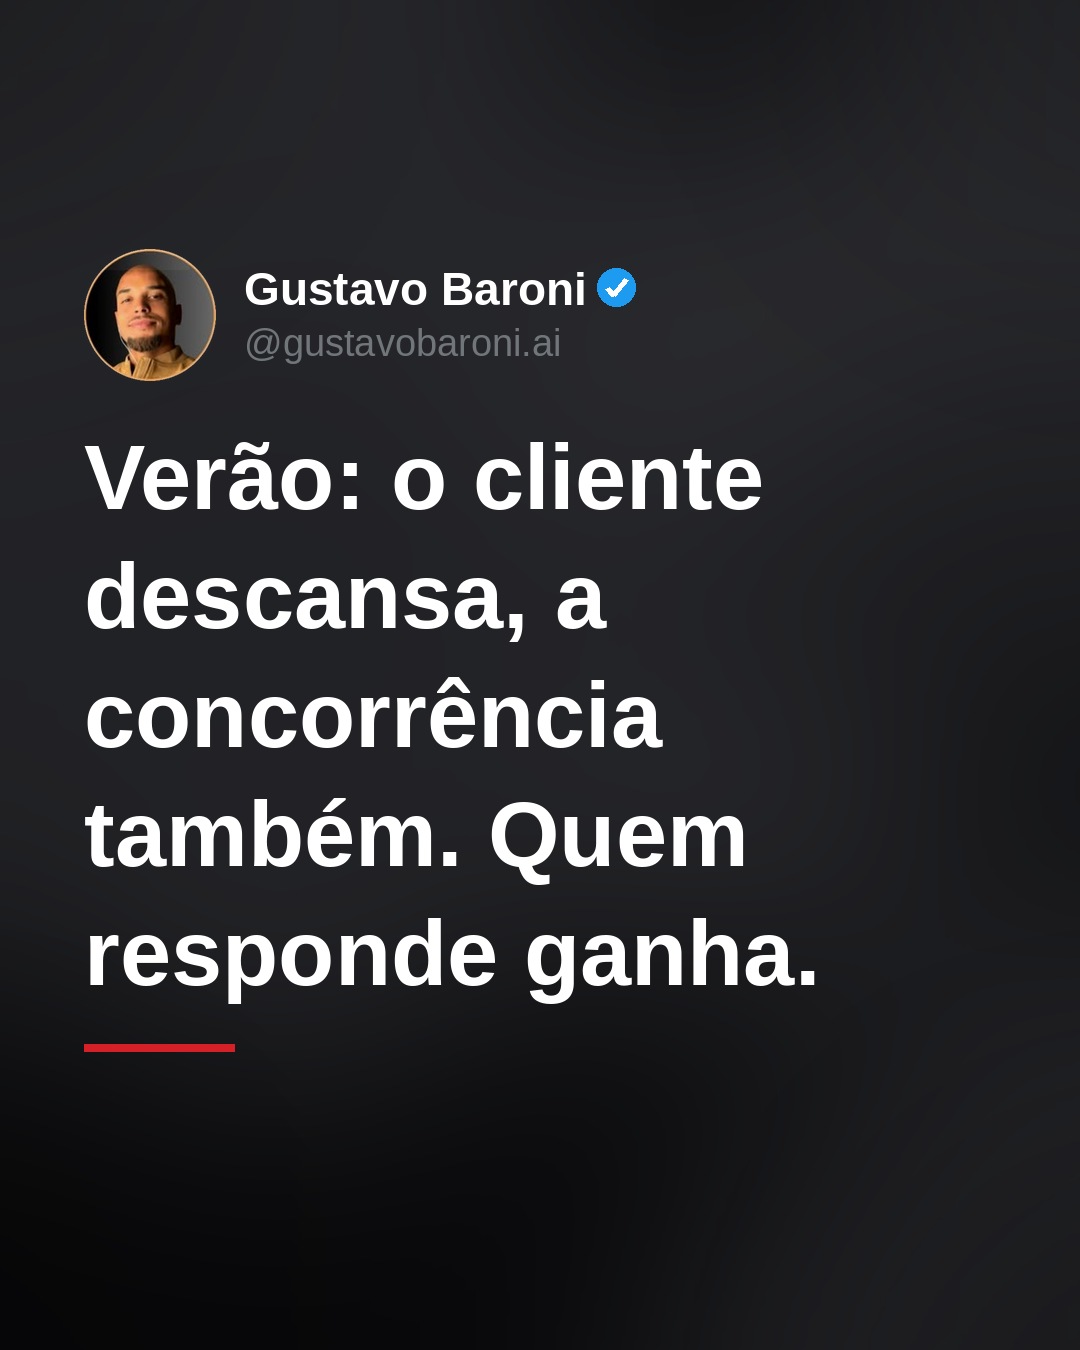 Gustavo Baroni
@gustavobaroni.ai
Verão: o cliente
descansa, a
concorrência
também. Quem
responde ganha.